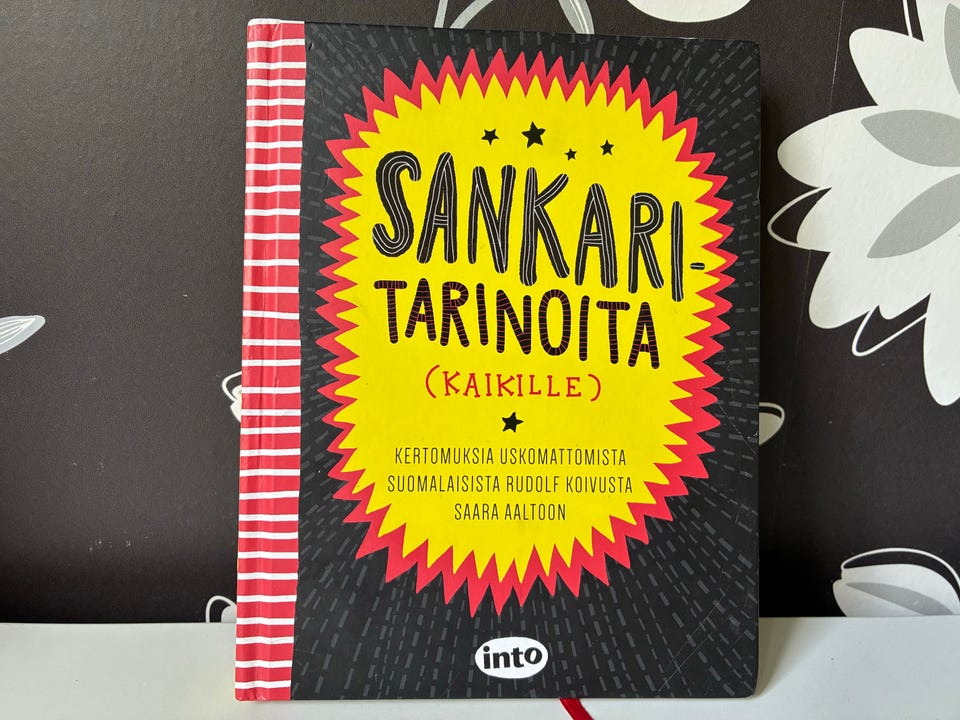 SANKARI-
TARINOITA
(KAIKILLE)
KERTOMUKSIA USKOMATTOMISTA
SUOMALAISISTA RUDOLF KOIVUSTA
SAARA AALTOON
into